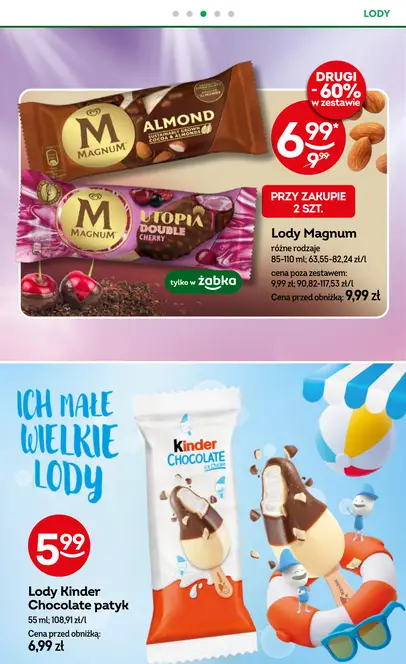 LODY
DRUGI
-60%
w zestawie
6.99*
9.99
PRZY ZAKUPIE
2 SZT.
M
MAGNUM
ALMOND
SUSTAINABLY GROWN
COCOA & ALMONDS
M
MAGNUM
UTOPIA
DOUBLE
CHERRY
tylko w żabka
Lody Magnum
różne rodzaje
85-110 ml; 63,55-82,24 zł/l
cena poza zestawem:
9,99 zł; 90,82-117,53 zł/l
Cena przed obniżką: 9,99 zł
ICH MAŁE
WIELKIE
LODY
Kinder
CHOCOLATE
ice cream
5.99
Lody Kinder
Chocolate patyk
55 ml; 108,91 zł/l
Cena przed obniżką:
6,99 zł